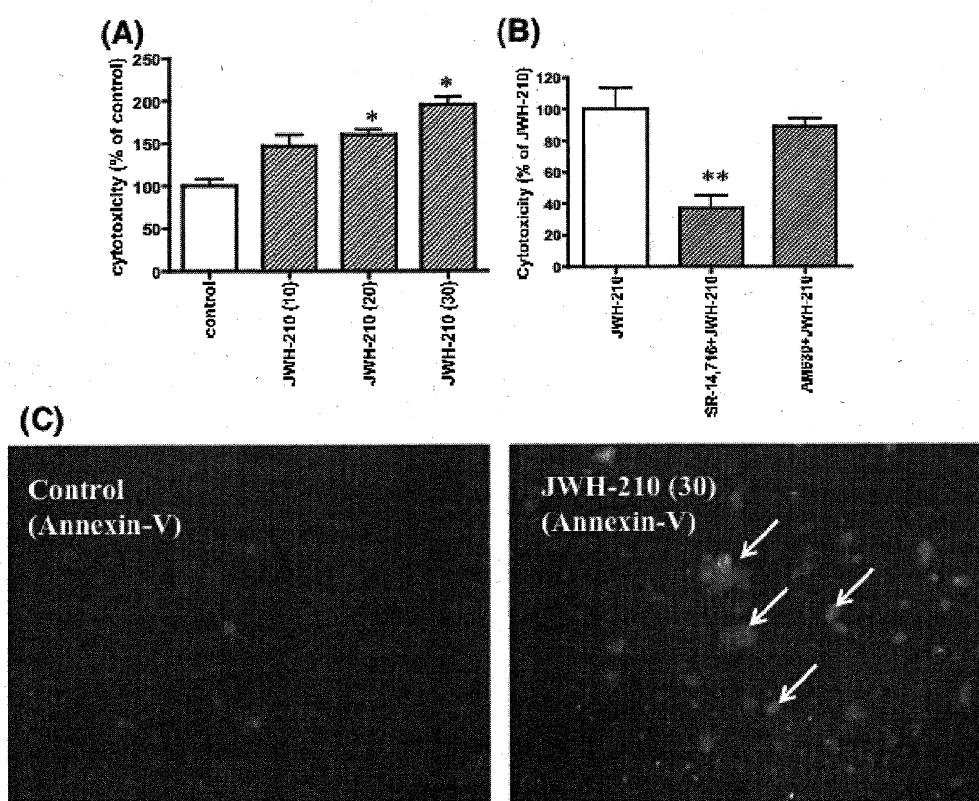 (A)
cytotoxicity (% of control)
250
200
150
100
50
0
*
*
control
JWH-210 (10)
JWH-210 (20)
JWH-210 (30)
(B)
Cytotoxicity (% of JWH-210)
120
100
80
60
40
20
0
**
JWH-210
SR-14,716+JWH-210
AM630+JWH-210
(C)
Control
(Annexin-V)
JWH-210 (30)
(Annexin-V)